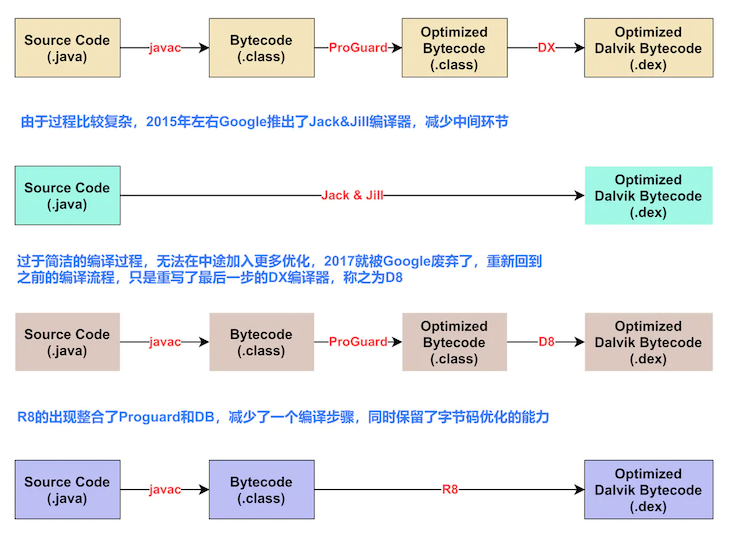 Source Code
(.java)
javac
Bytecode
(.class)
ProGuard
Optimized
Bytecode
(.class)
DX
Optimized
Dalvik Bytecode
(.dex)
由于过程比较复杂，2015年左右Google推出了Jack&Jill编译器，减少中间环节
Source Code
(.java)
Jack & Jill
Optimized
Dalvik Bytecode
(.dex)
过于简洁的编译过程，无法在中途加入更多优化，2017就被Google废弃了，重新回到
之前的编译流程，只是重写了最后一步的DX编译器，称之为D8
Source Code
(.java)
javac
Bytecode
(.class)
ProGuard
Optimized
Bytecode
(.class)
D8
Optimized
Dalvik Bytecode
(.dex)
R8的出现整合了Proguard和DB，减少了一个编译步骤，同时保留了字节码优化的能力
Source Code
(.java)
javac
Bytecode
(.class)
R8
Optimized
Dalvik Bytecode
(.dex)